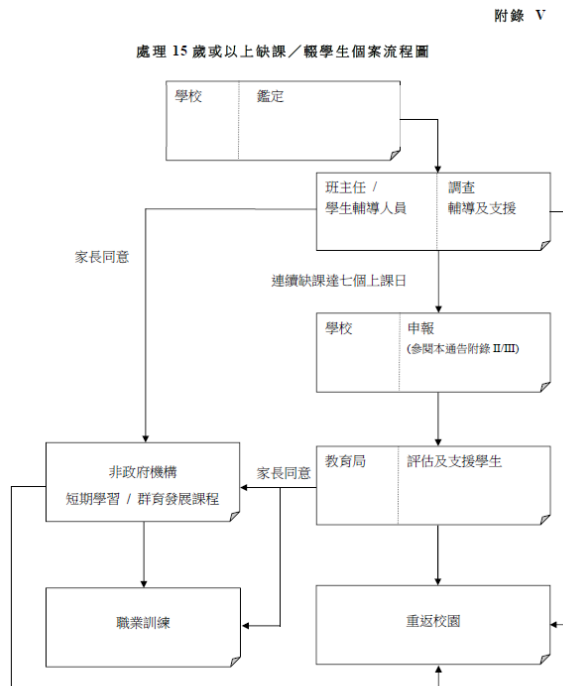 附錄 V
處理 15 歲或以上缺課／輟學生個案流程圖
學校
鑑定
班主任 /
學生輔導人員
調查
輔導及支援
家長同意
連續缺課達七個上課日
學校
申報
(參閱本通告附錄 II/III)
非政府機構
短期學習 / 群育發展課程
家長同意
教育局
評估及支援學生
職業訓練
重返校園